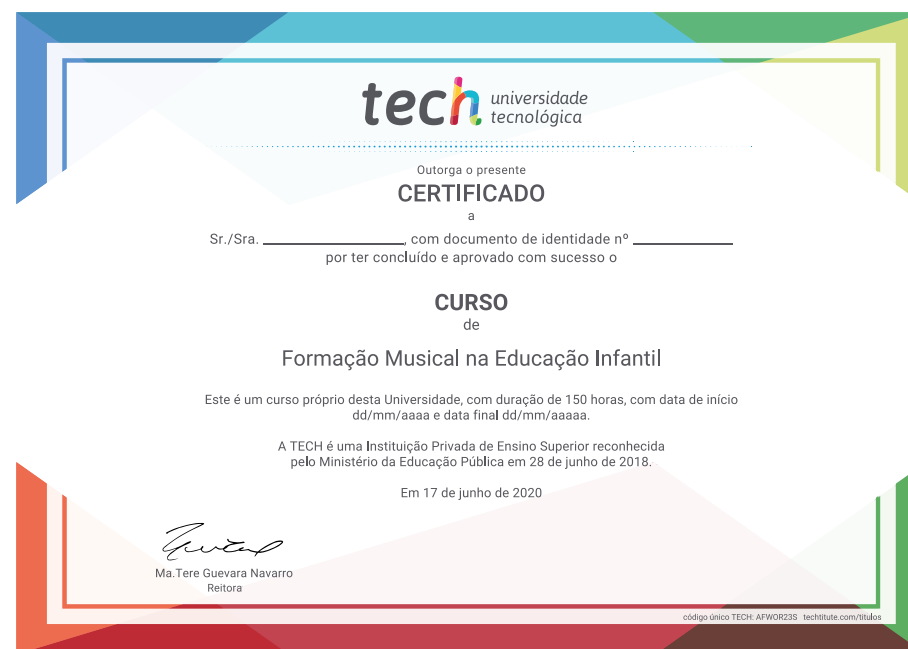 tech universidade
tecnológica
Outorga o presente
CERTIFICADO
a
Sr./Sra. ____________________, com documento de identidade nº ______________
por ter concluído e aprovado com sucesso o
CURSO
de
Formação Musical na Educação Infantil
Este é um curso próprio desta Universidade, com duração de 150 horas, com data de início
dd/mm/aaaa e data final dd/mm/aaaaa.
A TECH é uma Instituição Privada de Ensino Superior reconhecida
pelo Ministério da Educação Pública em 28 de junho de 2018.
Em 17 de junho de 2020
Ma.Tere Guevara Navarro
Reitora
código único TECH: AFWOR23S techtitute.com/titulos